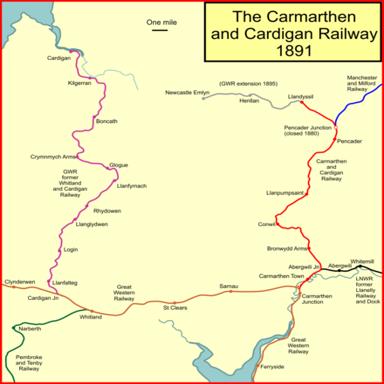 The Carmarthen
and Cardigan Railway
1891
One mile
Cardigan
Kilgerran
Boncath
Crymmych Arms
Glogue
GWR
former
Whitland
and Cardigan
Railway
Llanfyrnach
Rhydowen
Llanglydwen
Login
Clynderwen
Llanfalteg
Cardigan Jn
Whitland
Narberth
Pembroke
and Tenby
Railway
Great
Western
Railway
St Clears
Sarnau
(GWR extension 1895)
Newcastle Emlyn
Henllan
Llandyssil
Manchester
and Milford
Railway
Pencader Junction
(closed 1880)
Pencader
Carmarthen
and
Cardigan
Railway
Llanpumpsaint
Conwil
Bronwydd Arms
Abergwili Jn
Abergwili
Whitemill
Carmarthen Town
LNWR
former
Llanelly
Railway
and Dock
Carmarthen
Junction
Great
Western
Railway
Ferryside